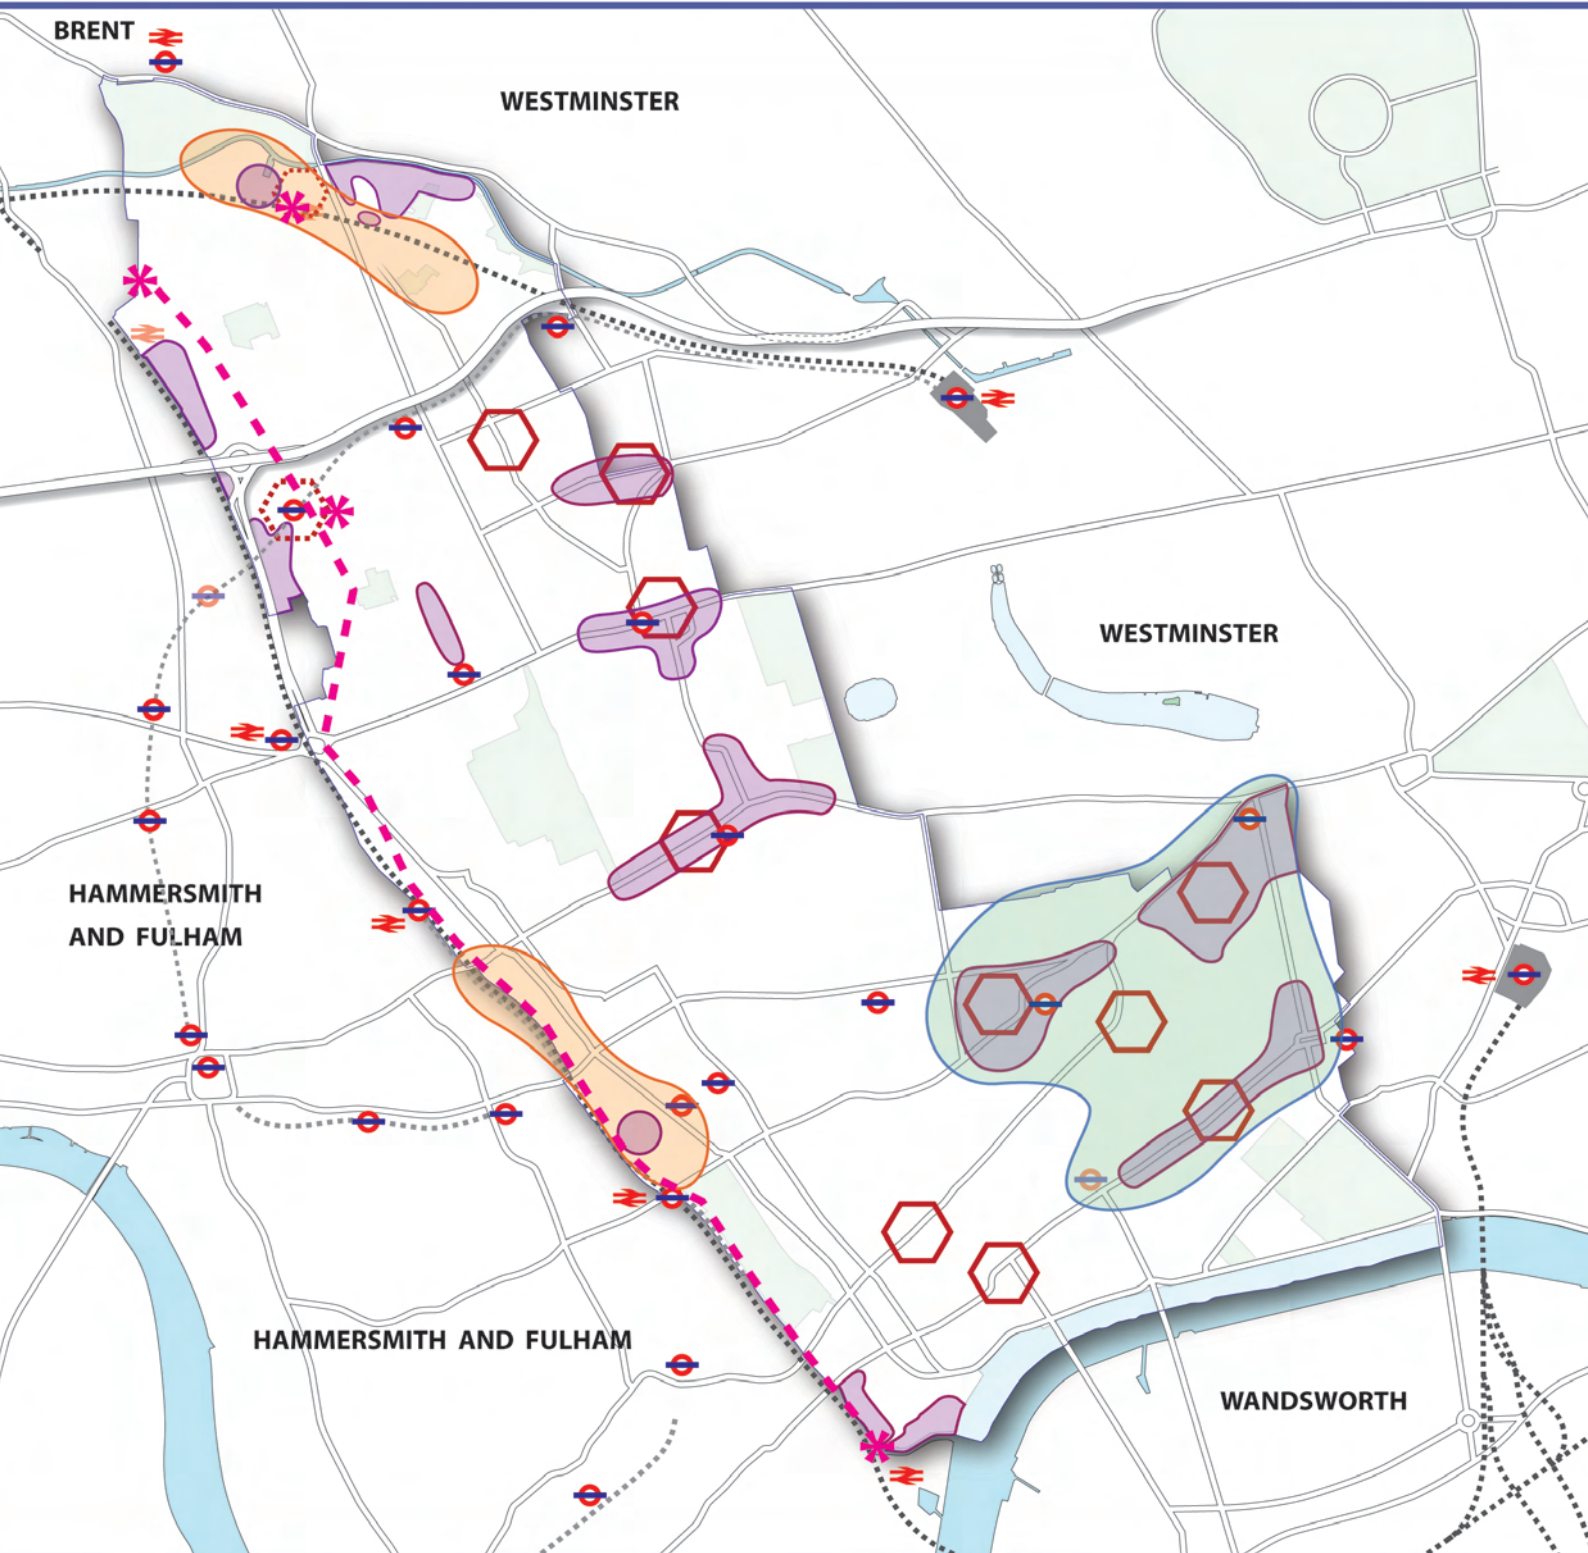 BRENT
WESTMINSTER
WESTMINSTER
HAMMERSMITH
AND FULHAM
HAMMERSMITH AND FULHAM
WANDSWORTH